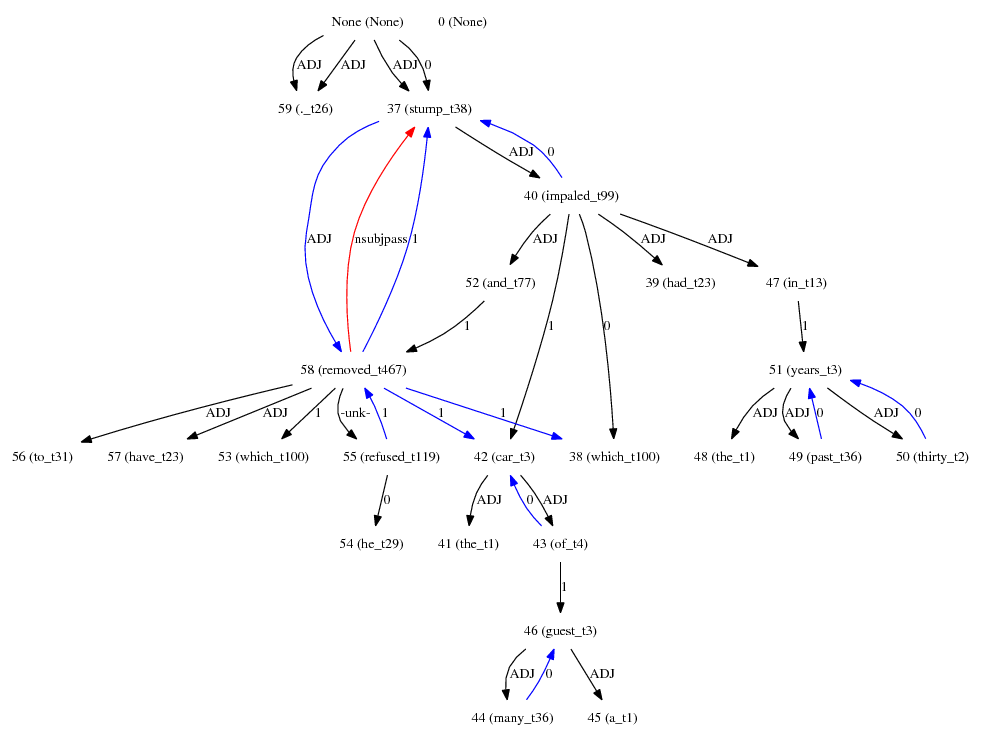 None (None) 0 (None)
ADJ ADJ ADJ 0
59 (._t26) 37 (stump_t38)
ADJ 0
40 (impaled_t99)
ADJ nsubjpass 1 ADJ ADJ ADJ
52 (and_t77) 39 (had_t23) 47 (in_t13)
1 1 0 1
58 (removed_t467) 51 (years_t3)
ADJ ADJ 1 -unk- 1 1 1 ADJ ADJ 0 ADJ 0
56 (to_t31) 57 (have_t23) 53 (which_t100) 55 (refused_t119) 42 (car_t3) 38 (which_t100) 48 (the_t1) 49 (past_t36) 50 (thirty_t2)
0 ADJ 0 ADJ
54 (he_t29) 41 (the_t1) 43 (of_t4)
1
46 (guest_t3)
ADJ 0 ADJ
44 (many_t36) 45 (a_t1)